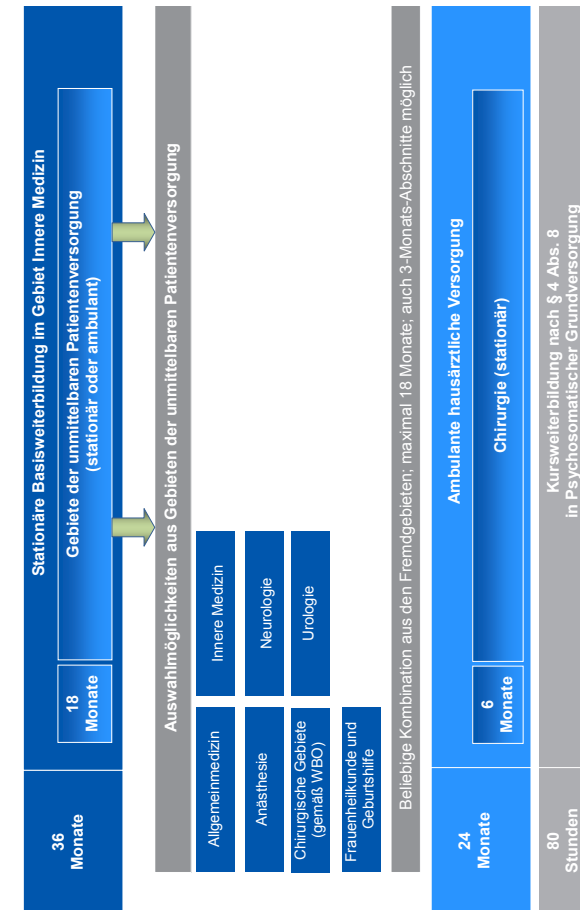 36
Monate
Stationäre Basisweiterbildung im Gebiet Innere Medizin
18
Monate
Gebiete der unmittelbaren Patientenversorgung
(stationär oder ambulant)
Auswahlmöglichkeiten aus Gebieten der unmittelbaren Patientenversorgung
Allgemeinmedizin
Innere Medizin
Anästhesie
Neurologie
Chirurgische Gebiete
(gemäß WBO)
Urologie
Frauenheilkunde und
Geburtshilfe
Beliebige Kombination aus den Fremdgebieten; maximal 18 Monate; auch 3-Monats-Abschnitte möglich
24
Monate
Ambulante hausärztliche Versorgung
6
Monate
Chirurgie (stationär)
80
Stunden
Kursweiterbildung nach § 4 Abs. 8
in Psychosomatischer Grundversorgung